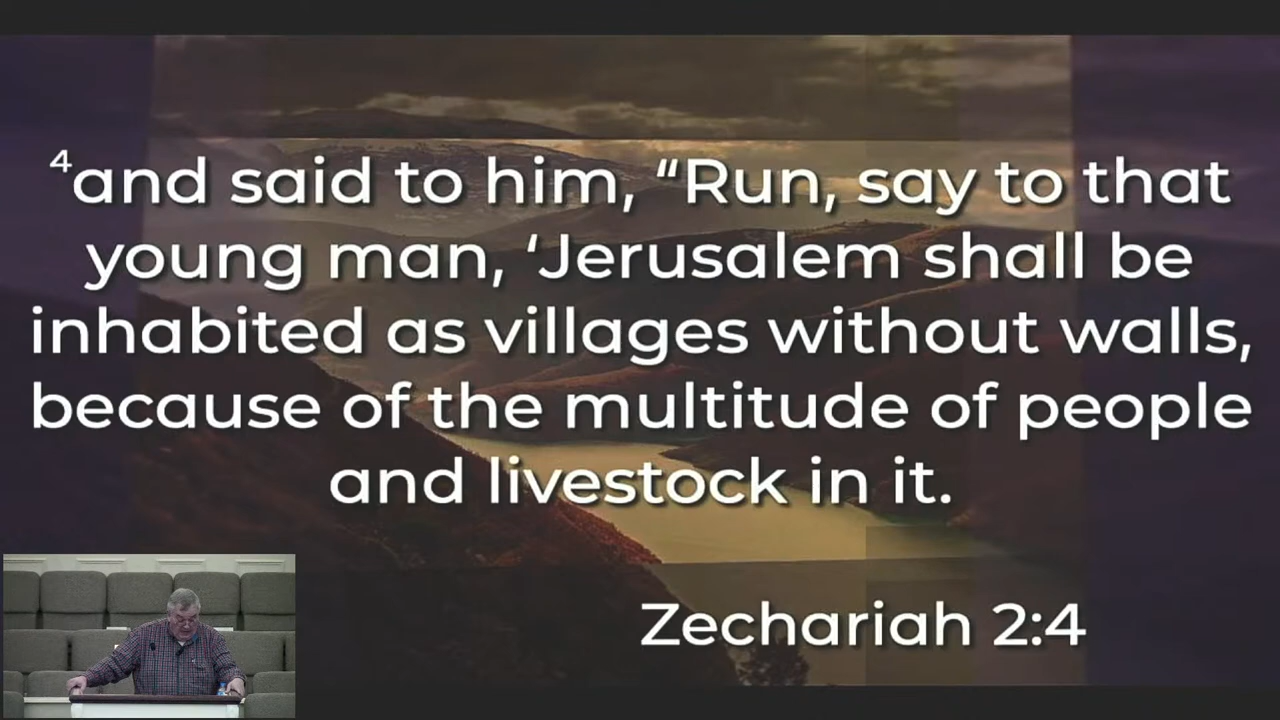 ⁴and said to him, “Run, say to that
young man, ‘Jerusalem shall be
inhabited as villages without walls,
because of the multitude of people
and livestock in it.
Zechariah 2:4